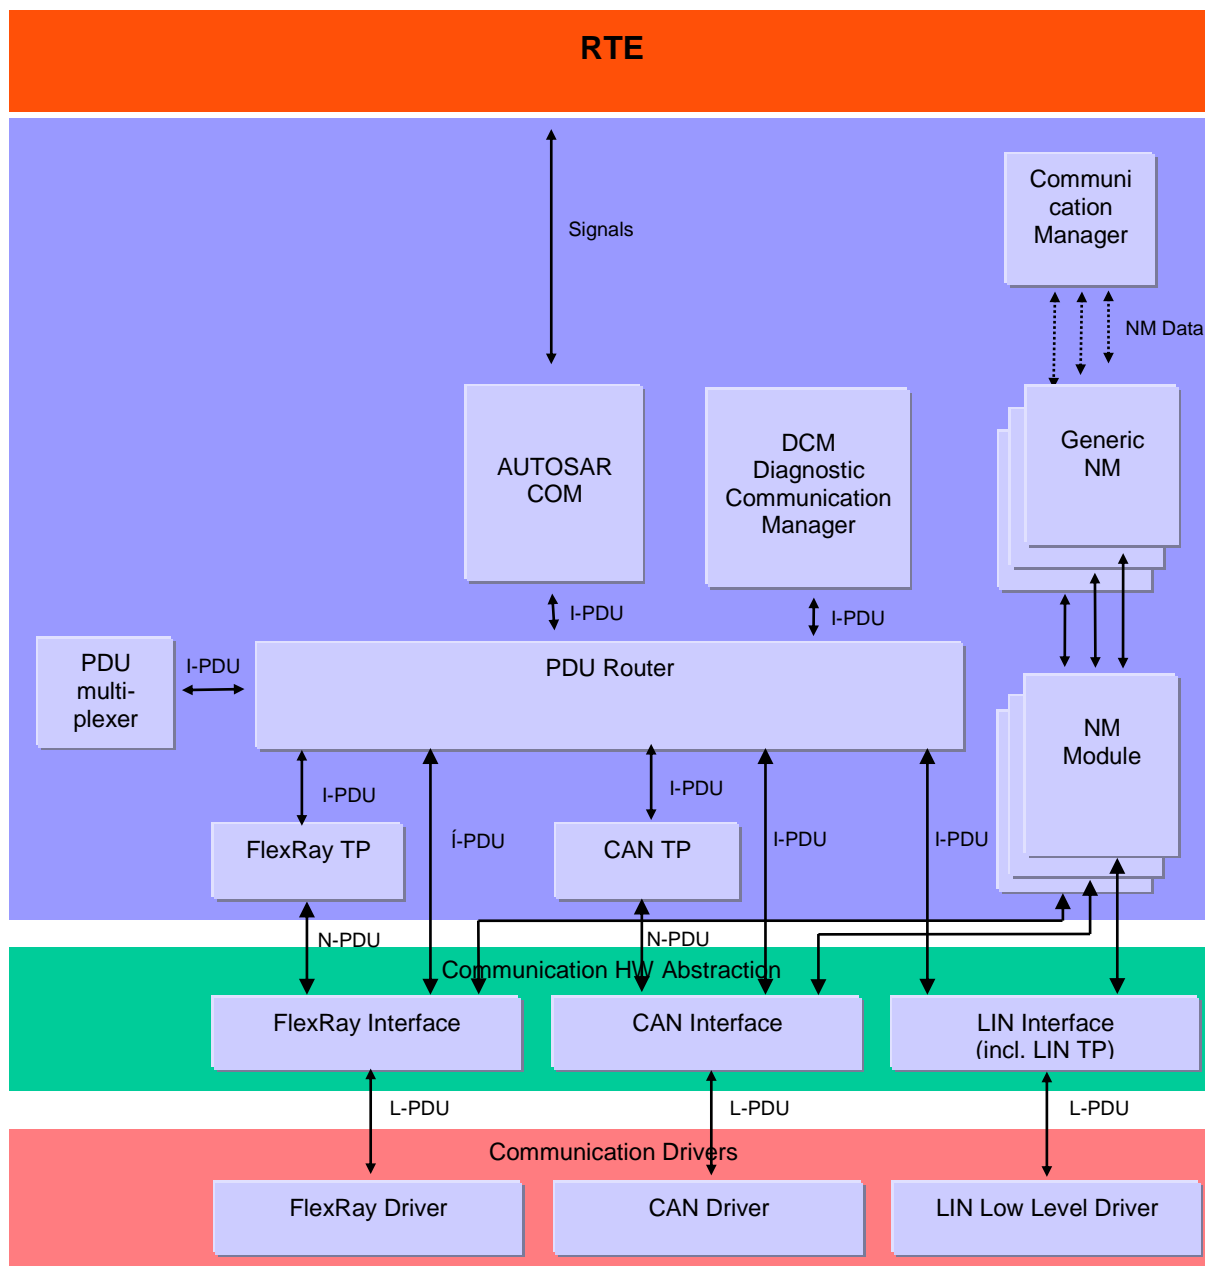 RTE
Communi
cation
Manager
Signals
NM Data
AUTOSAR
COM
DCM
Diagnostic
Communication
Manager
Generic
NM
I-PDU
I-PDU
PDU
multi-
plexer
I-PDU
PDU Router
NM
Module
I-PDU
I-PDU
FlexRay TP
Í-PDU
CAN TP
I-PDU
I-PDU
N-PDU
N-PDU
Communication HW Abstraction
FlexRay Interface
CAN Interface
LIN Interface
(incl. LIN TP)
L-PDU
L-PDU
L-PDU
Communication Drivers
FlexRay Driver
CAN Driver
LIN Low Level Driver